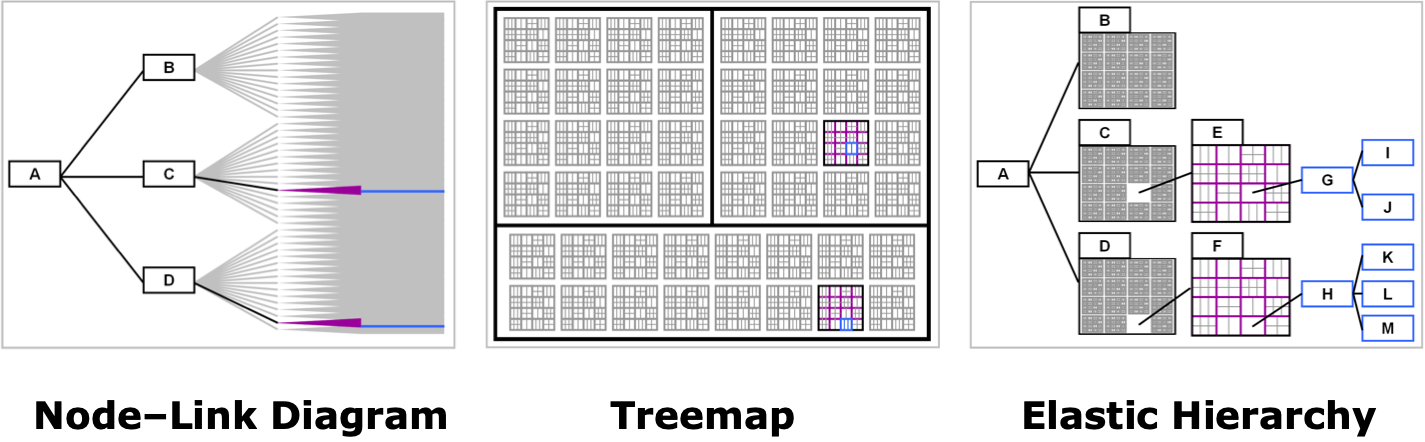 A
B
C
D
A
B
C
D
E
F
G
H
I
J
K
L
M
Node–Link Diagram
Treemap
Elastic Hierarchy